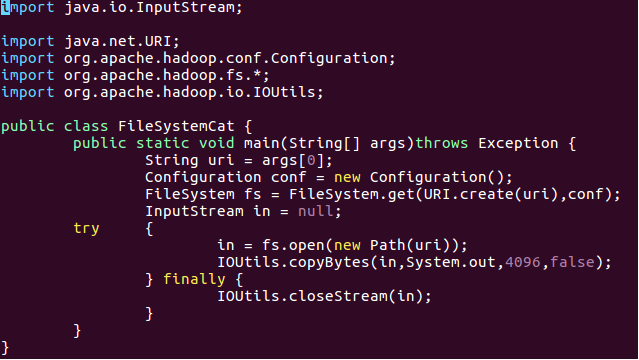 import java.io.InputStream;

import java.net.URI;
import org.apache.hadoop.conf.Configuration;
import org.apache.hadoop.fs.*;
import org.apache.hadoop.io.IOUtils;

public class FileSystemCat {
        public static void main(String[] args)throws Exception {
                String uri = args[0];
                Configuration conf = new Configuration();
                FileSystem fs = FileSystem.get(URI.create(uri),conf);
                InputStream in = null;
        try     {
                        in = fs.open(new Path(uri));
                        IOUtils.copyBytes(in,System.out,4096,false);
                } finally {
                        IOUtils.closeStream(in);
                }
        }
}